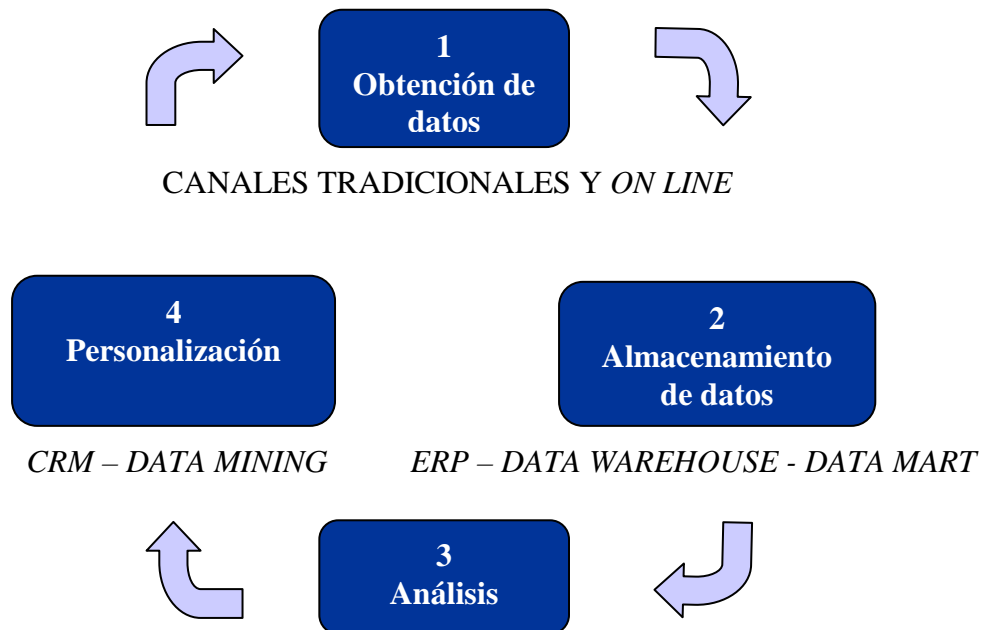 1
Obtención de
datos
CANALES TRADICIONALES Y ON LINE
4
Personalización
2
Almacenamiento
de datos
CRM – DATA MINING
ERP – DATA WAREHOUSE - DATA MART
3
Análisis